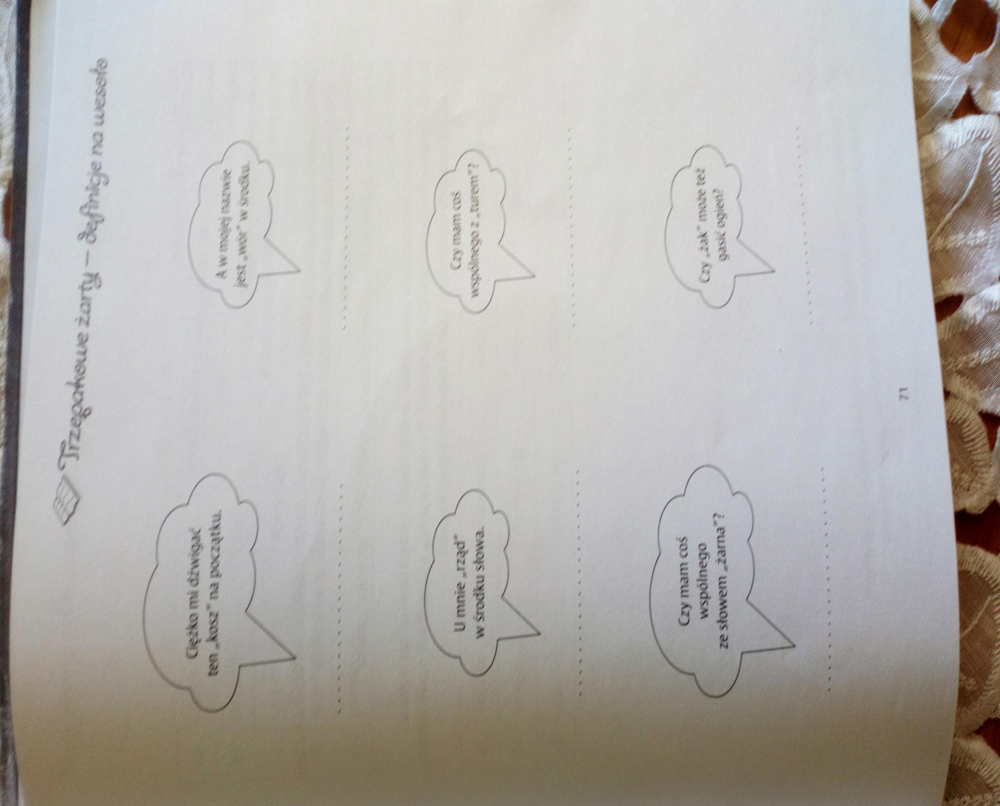 Trzepakowe żarty – definicje na wesoło
Ciężko mi dźwigać
ten „kosz” na początku.
A w mojej nazwie
jest „wór” w środku.
U mnie „rząd”
w środku słowa.
Czy mam coś
wspólnego z „turem”?
Czy mam coś
wspólnego
ze słowem „żarna”?
Czy „żak” może też
gasić ogień?
71